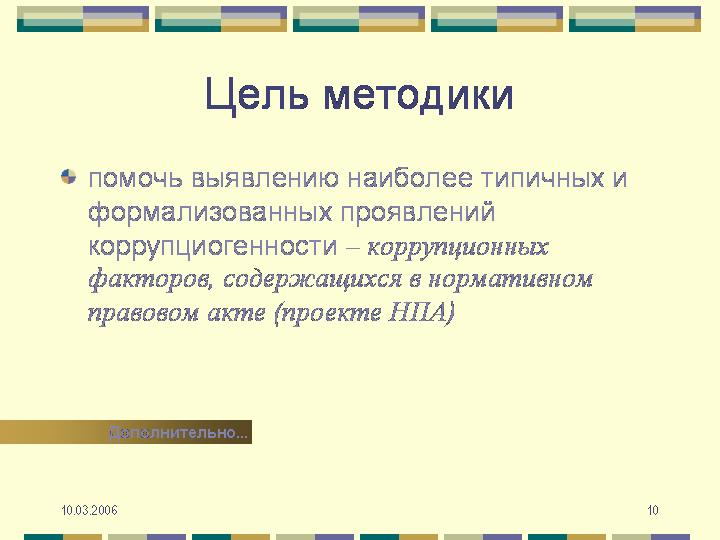 Цель методики
помочь выявлению наиболее типичных и
формализованных проявлений
коррупциогенности – коррупционных
факторов, содержащихся в нормативном
правовом акте (проекте НПА)
Дополнительно...
10.03.2006
10